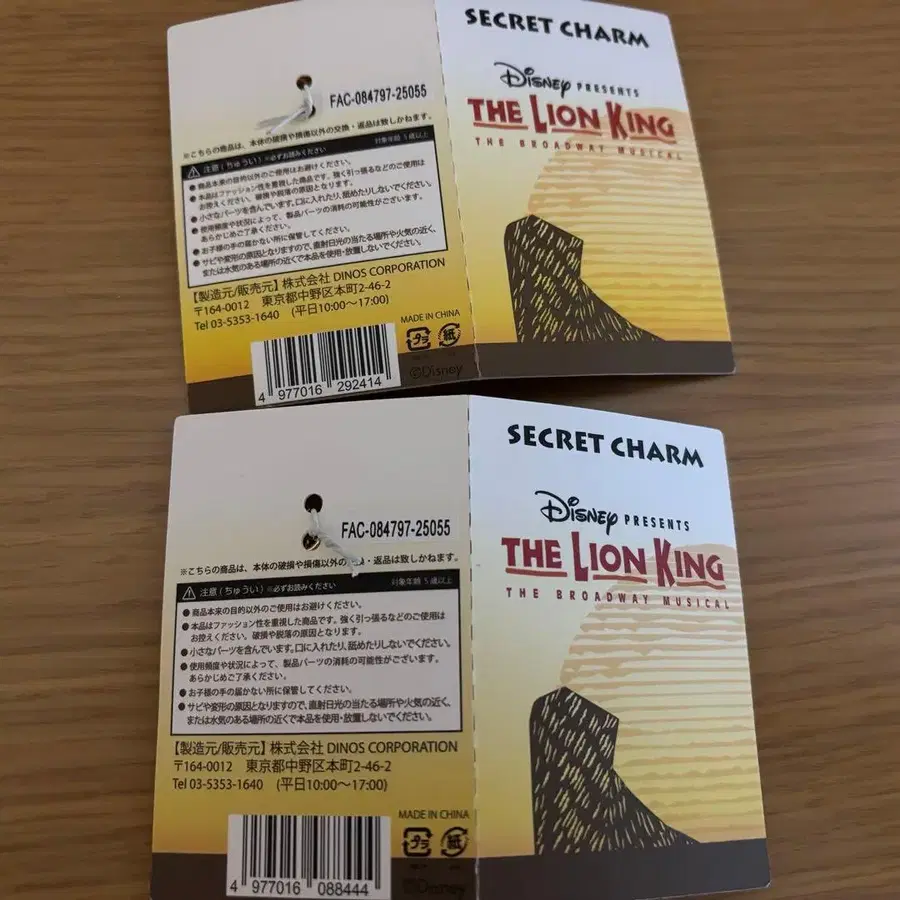 FAC-084797-25055
※こちらの商品は、本体の破損や損傷以外の交換・返品は致しかねます。
注意(ちゅうい)※必ずお読みください 対象年齢 5歳以上
●商品本来の目的以外のご使用はお避けください。
●本品はファッション性を重視した商品です。強く引っ張るなどのご使用は
お控えください。破損や脱落の原因となります。
●小さなパーツを含んでいます。口に入れたり、舐めたりしないでください。
●使用頻度や状況によって、製品パーツの消耗の可能性がございます。
あらかじめご了承ください。
●お子様の手の届かない所に保管してください。
●サビや変形の原因となりますので、直射日光の当たる場所や火気の近く、
または水気のある場所の近くで本品を使用・放置しないでください。
【製造元/販売元】株式会社 DINOS CORPORATION
〒164-0012 東京都中野区本町2-46-2
Tel 03-5353-1640 (平日10:00～17:00)
MADE IN CHINA
プラ 紙
©Disney
4 977016 292414
SECRET CHARM
Disney PRESENTS
THE LION KING
THE BROADWAY MUSICAL
FAC-084797-25055
※こちらの商品は、本体の破損や損傷以外の交換・返品は致しかねます。
注意(ちゅうい)※必ずお読みください 対象年齢 5歳以上
●商品本来の目的以外のご使用はお避けください。
●本品はファッション性を重視した商品です。強く引っ張るなどのご使用は
お控えください。破損や脱落の原因となります。
●小さなパーツを含んでいます。口に入れたり、舐めたりしないでください。
●使用頻度や状況によって、製品パーツの消耗の可能性がございます。
あらかじめご了承ください。
●お子様の手の届かない所に保管してください。
●サビや変形の原因となりますので、直射日光の当たる場所や火気の近く、
または水気のある場所の近くで本品を使用・放置しないでください。
【製造元/販売元】株式会社 DINOS CORPORATION
〒164-0012 東京都中野区本町2-46-2
Tel 03-5353-1640 (平日10:00～17:00)
MADE IN CHINA
プラ 紙
©Disney
4 977016 088444
SECRET CHARM
Disney PRESENTS
THE LION KING
THE BROADWAY MUSICAL